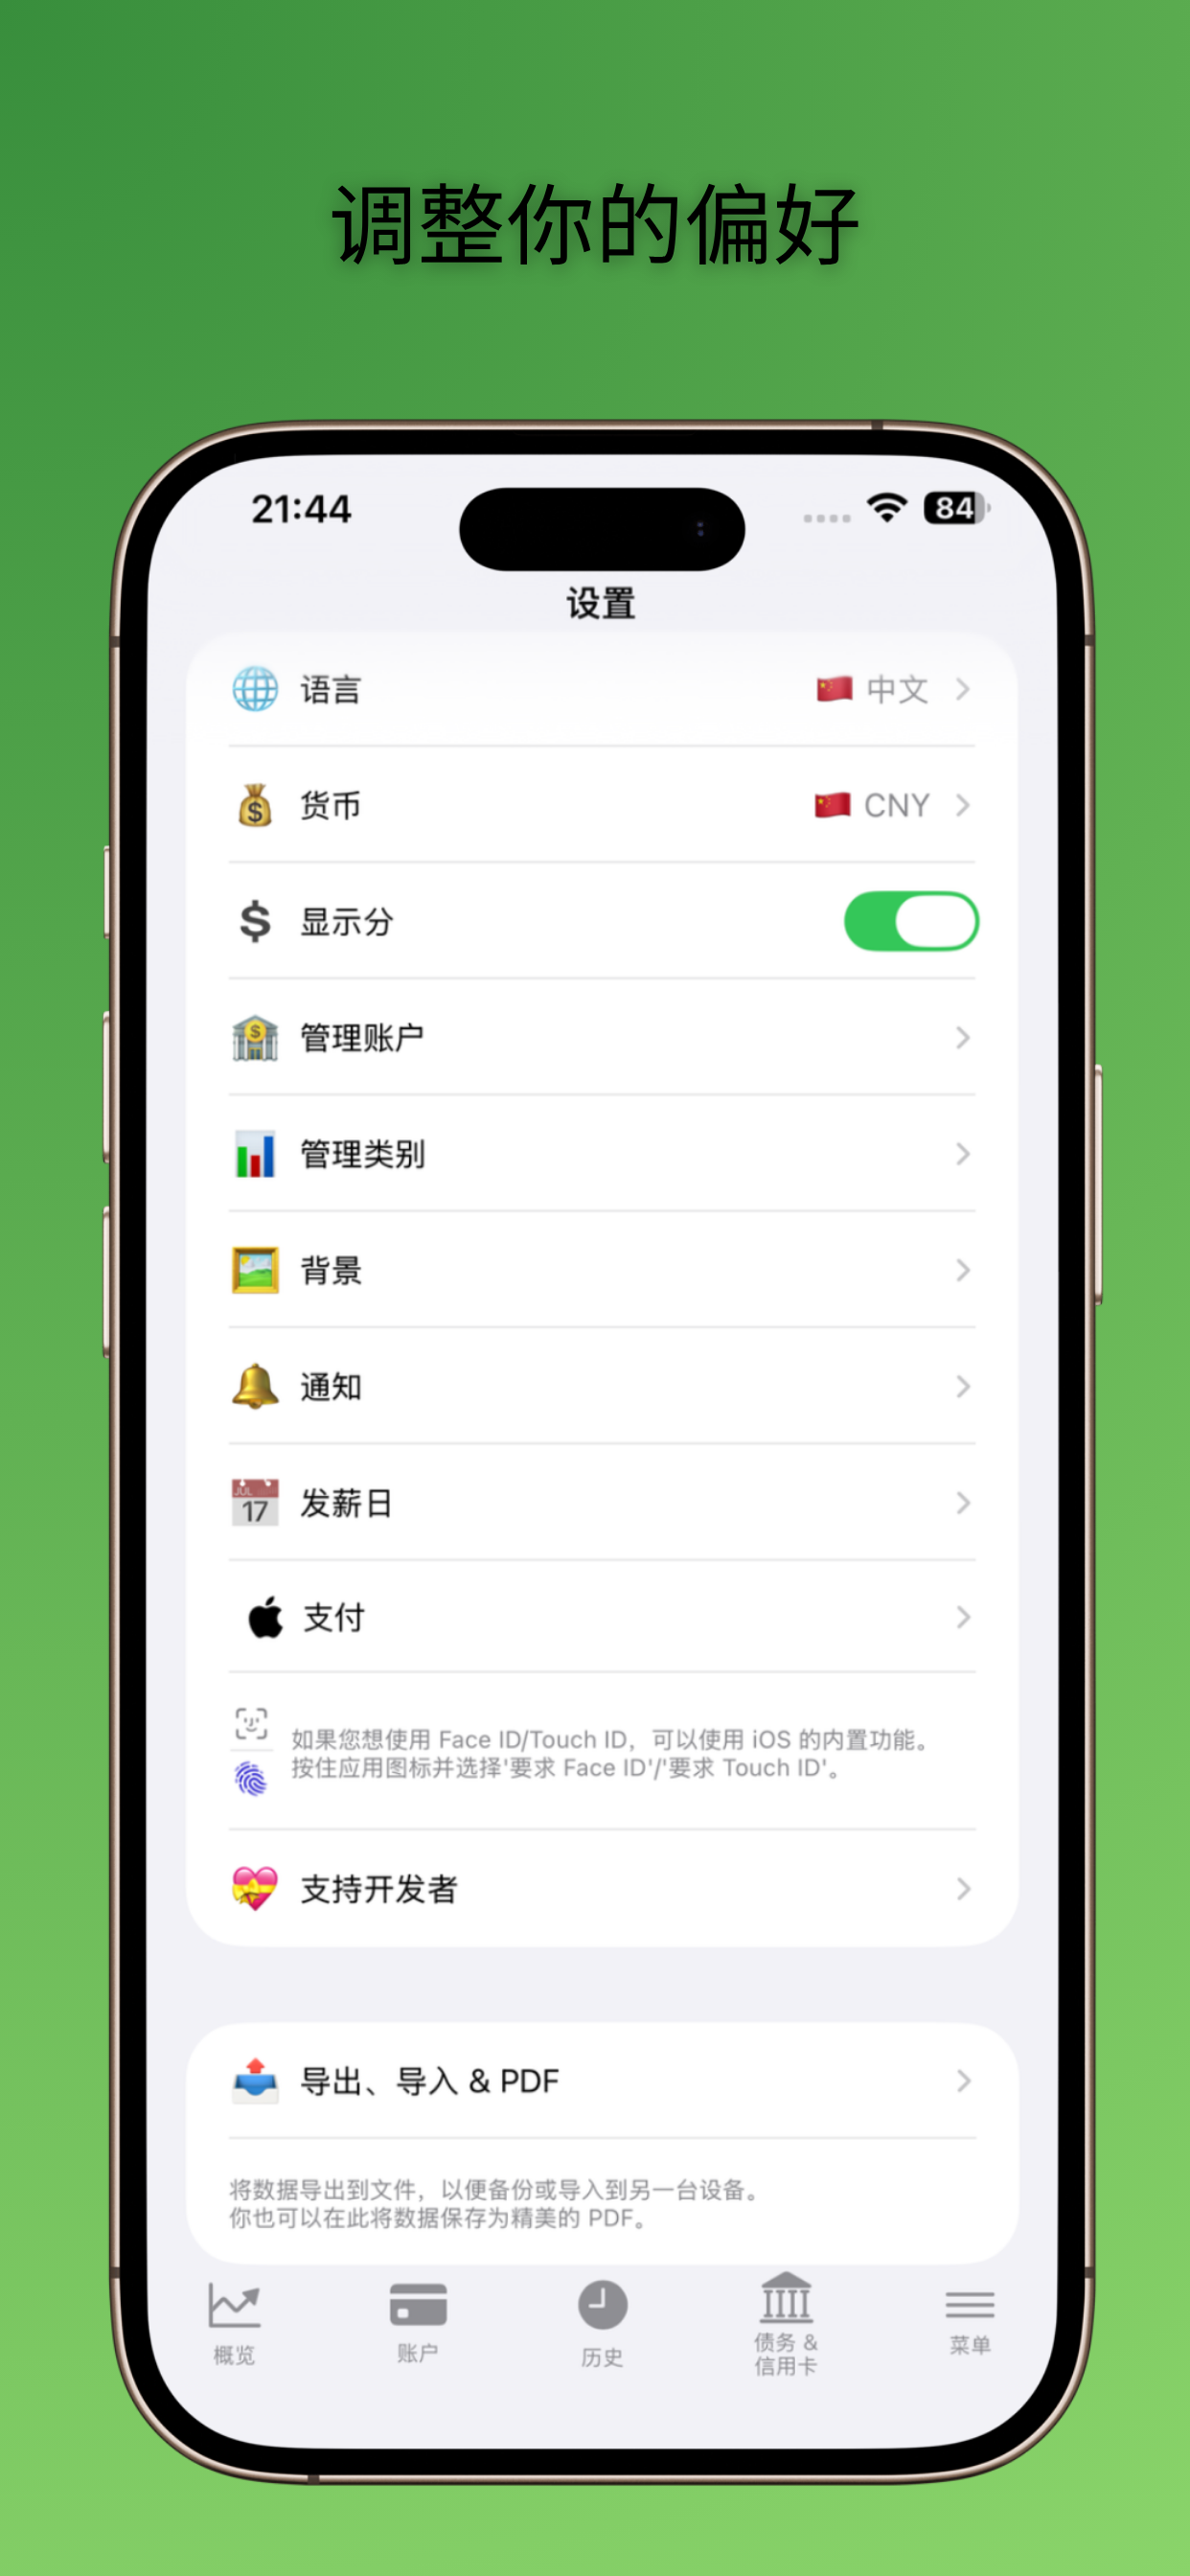 调整你的偏好
21:44
84
设置
语言
中文
货币
CNY
显示分
管理账户
管理类别
背景
通知
JUL
17
发薪日
支付
如果您想使用 Face ID/Touch ID，可以使用 iOS 的内置功能。
按住应用图标并选择'要求 Face ID'/'要求 Touch ID'。
支持开发者
导出、导入 & PDF
将数据导出到文件，以便备份或导入到另一台设备。
你也可以在此将数据保存为精美的 PDF。
概览
账户
历史
债务 &
信用卡
菜单